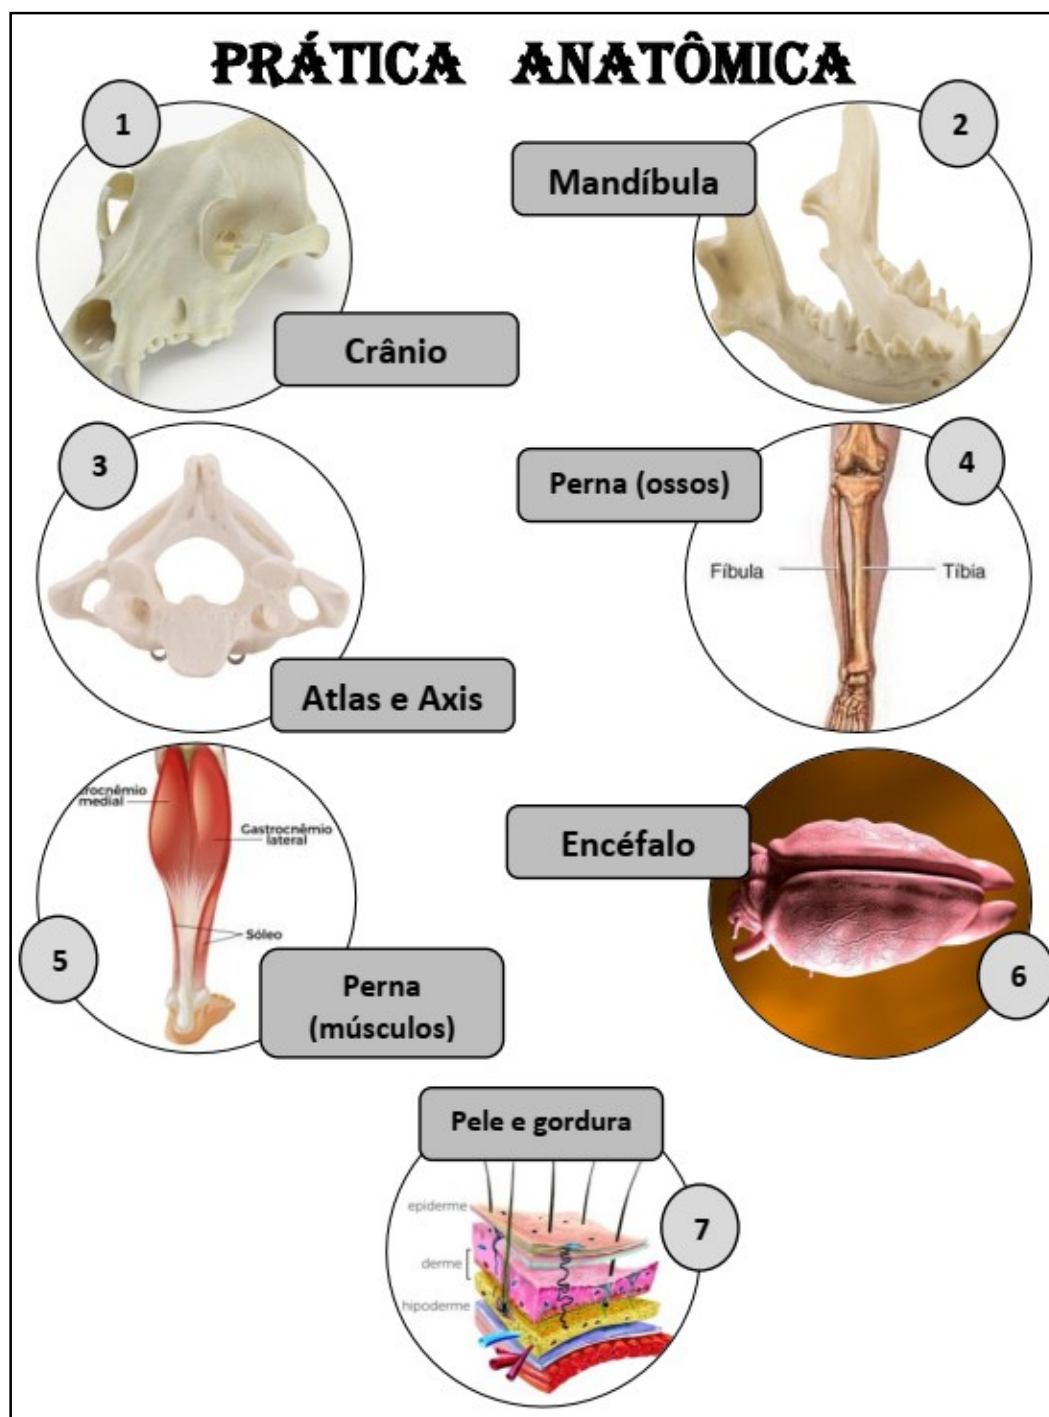 PRÁTICA ANATÔMICA
1
Crânio
2
Mandíbula
3
Atlas e Axis
4
Perna (ossos)
Fíbula
Tíbia
5
rocnêmio
medial
Gastrocnêmio
lateral
Sóleo
Perna
(músculos)
6
Encéfalo
7
Pele e gordura
epiderme
derme
hipoderme